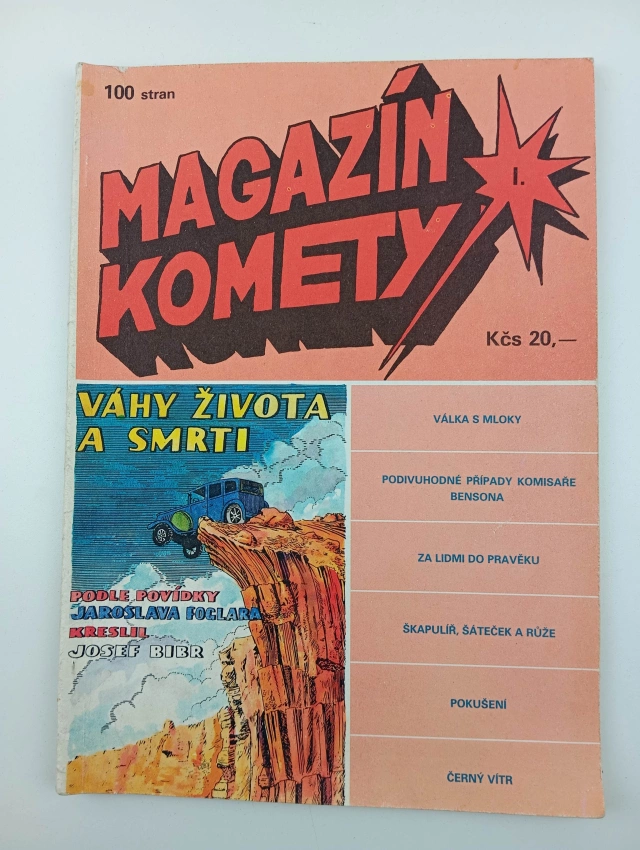 100 stran
MAGAZÍN
KOMETY
I.
Kčs 20,—
VÁHY ŽIVOTA
A SMRTI
PODLE POVÍDKY
JAROSLAVA FOGLARA
KRESLIL
JOSEF BIBR
VÁLKA S MLOKY
PODIVUHODNÉ PŘÍPADY KOMISAŘE
BENSONA
ZA LIDMI DO PRAVĚKU
ŠKAPULÍŘ, ŠÁTEČEK A RŮŽE
POKUŠENÍ
ČERNÝ VÍTR